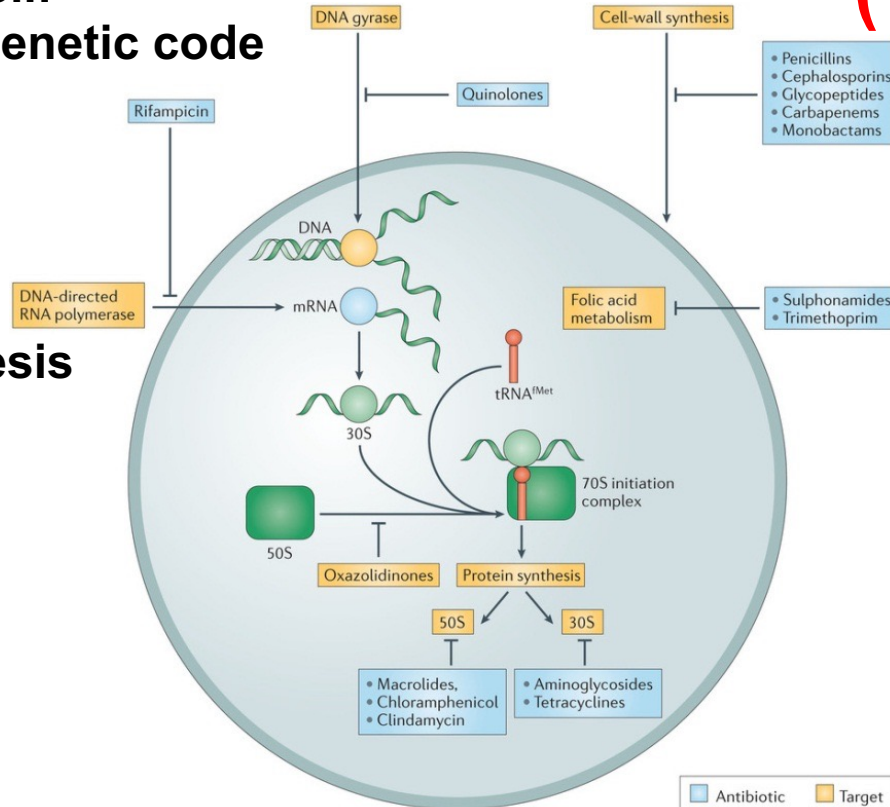 enetic code
(
DNA gyrase
Cell-wall synthesis
• Penicillins
• Cephalosporins
• Glycopeptides
• Carbapenems
• Monobactams
Quinolones
Rifampicin
DNA
DNA-directed
RNA polymerase
mRNA
Folic acid
metabolism
• Sulphonamides
• Trimethoprim
esis
tRNAfMet
30S
70S initiation
complex
50S
Oxazolidinones
Protein synthesis
50S
30S
• Macrolides,
• Chloramphenicol
• Clindamycin
• Aminoglycosides
• Tetracyclines
Antibiotic
Target